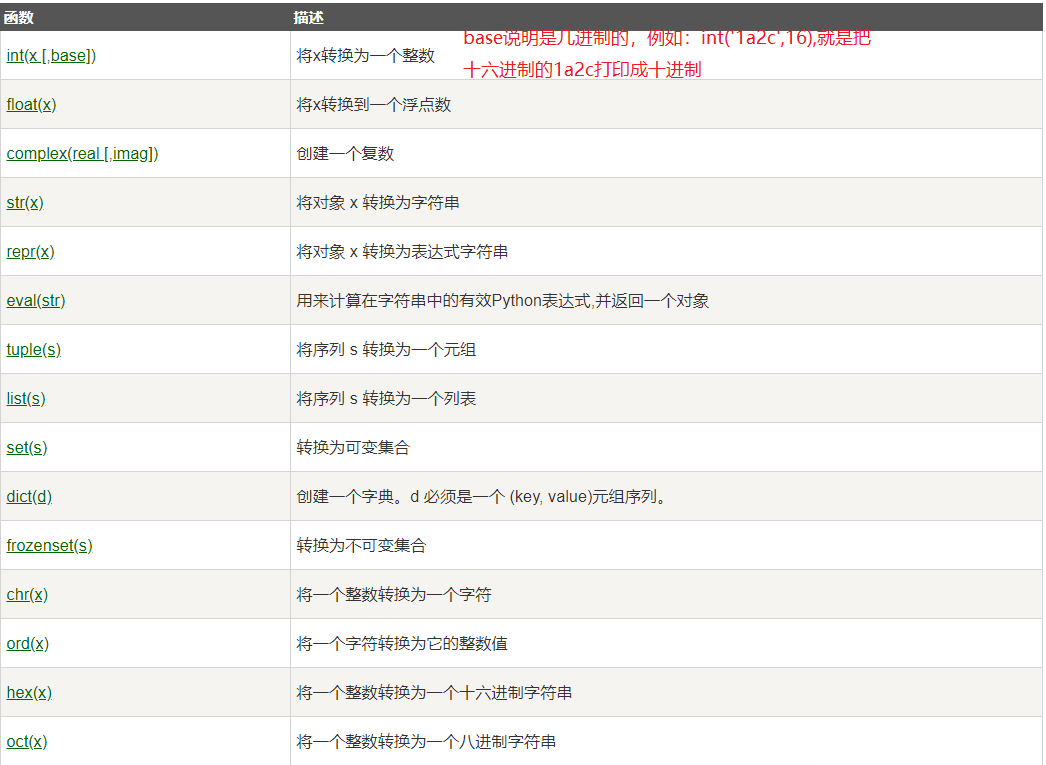 函数 描述
int(x [,base]) 将x转换为一个整数 base说明是几进制的，例如：int('1a2c',16),就是把
十六进制的1a2c打印成十进制
float(x) 将x转换到一个浮点数
complex(real [,imag]) 创建一个复数
str(x) 将对象 x 转换为字符串
repr(x) 将对象 x 转换为表达式字符串
eval(str) 用来计算在字符串中的有效Python表达式,并返回一个对象
tuple(s) 将序列 s 转换为一个元组
list(s) 将序列 s 转换为一个列表
set(s) 转换为可变集合
dict(d) 创建一个字典。d 必须是一个 (key, value)元组序列。
frozenset(s) 转换为不可变集合
chr(x) 将一个整数转换为一个字符
ord(x) 将一个字符转换为它的整数值
hex(x) 将一个整数转换为一个十六进制字符串
oct(x) 将一个整数转换为一个八进制字符串